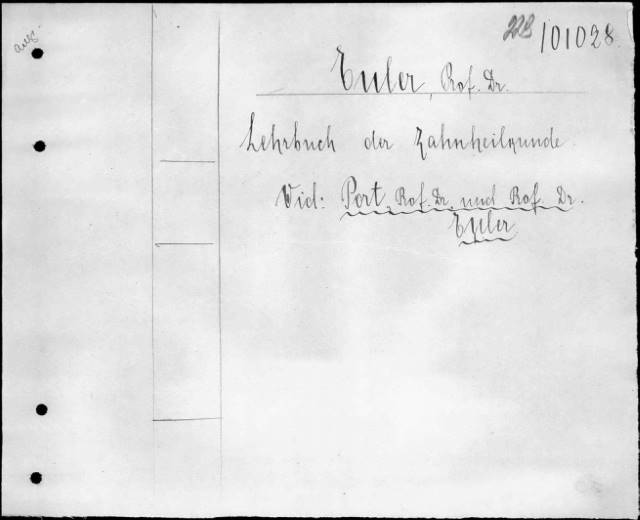 101028
Euler, Prof. Dr.
Lehrbuch der Zahnheilkunde
Vid: Port, Prof. Dr. und Prof. Dr.
Euler